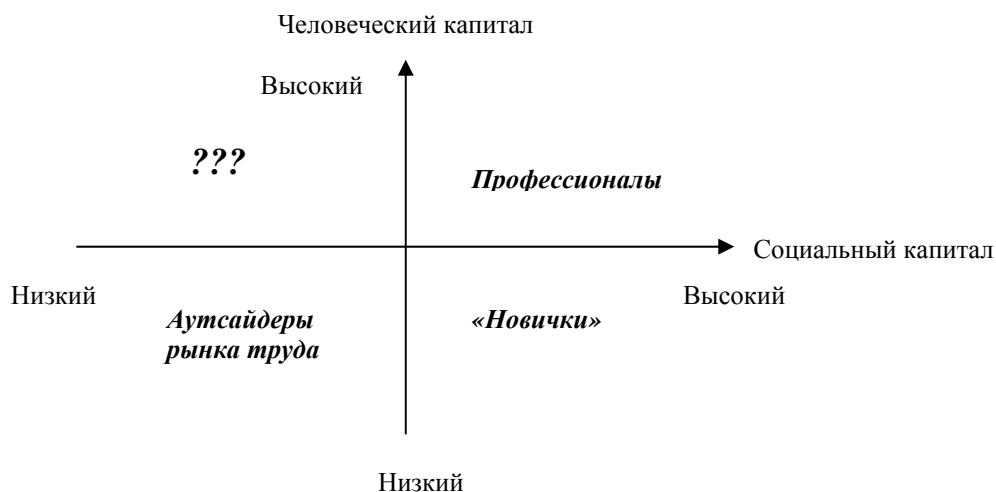 Человеческий капитал
Высокий
???
Профессионалы
Социальный капитал
Низкий
Высокий
Аутсайдеры
рынка труда
«Новички»
Низкий